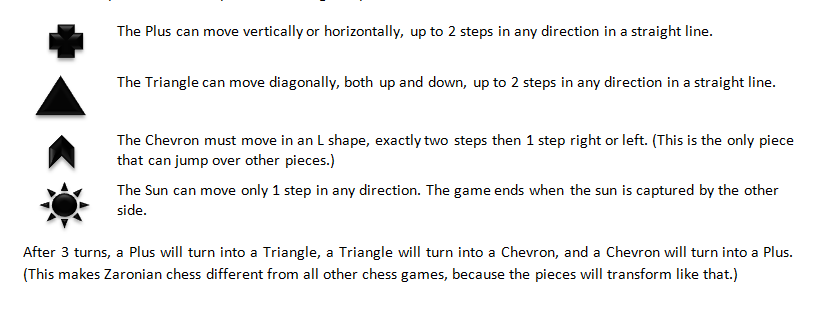 The Plus can move vertically or horizontally, up to 2 steps in any direction in a straight line.
The Triangle can move diagonally, both up and down, up to 2 steps in any direction in a straight line.
The Chevron must move in an L shape, exactly two steps then 1 step right or left. (This is the only piece
that can jump over other pieces.)
The Sun can move only 1 step in any direction. The game ends when the sun is captured by the other
side.
After 3 turns, a Plus will turn into a Triangle, a Triangle will turn into a Chevron, and a Chevron will turn into a Plus.
(This makes Zaronian chess different from all other chess games, because the pieces will transform like that.)